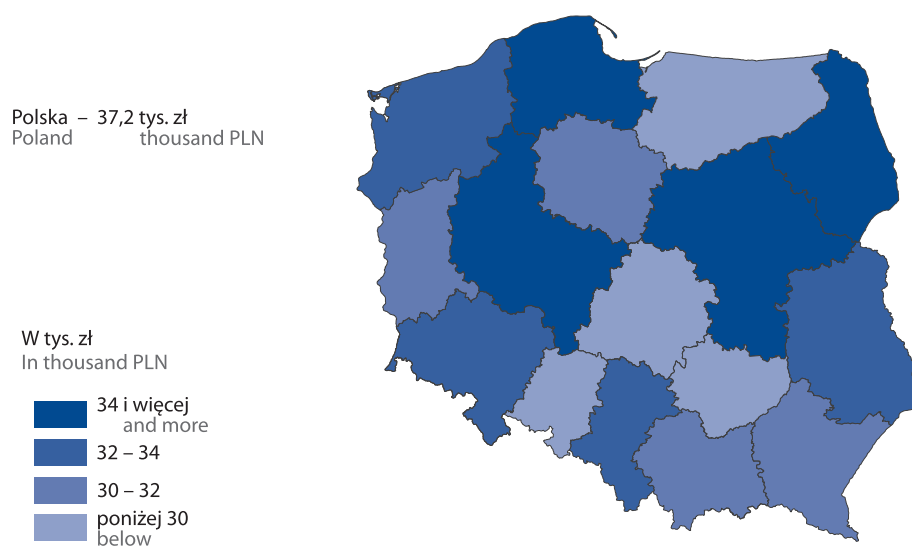 Polska – 37,2 tys. zł
Poland thousand PLN
W tys. zł
In thousand PLN
34 i więcej
and more
32 – 34
30 – 32
poniżej 30
below